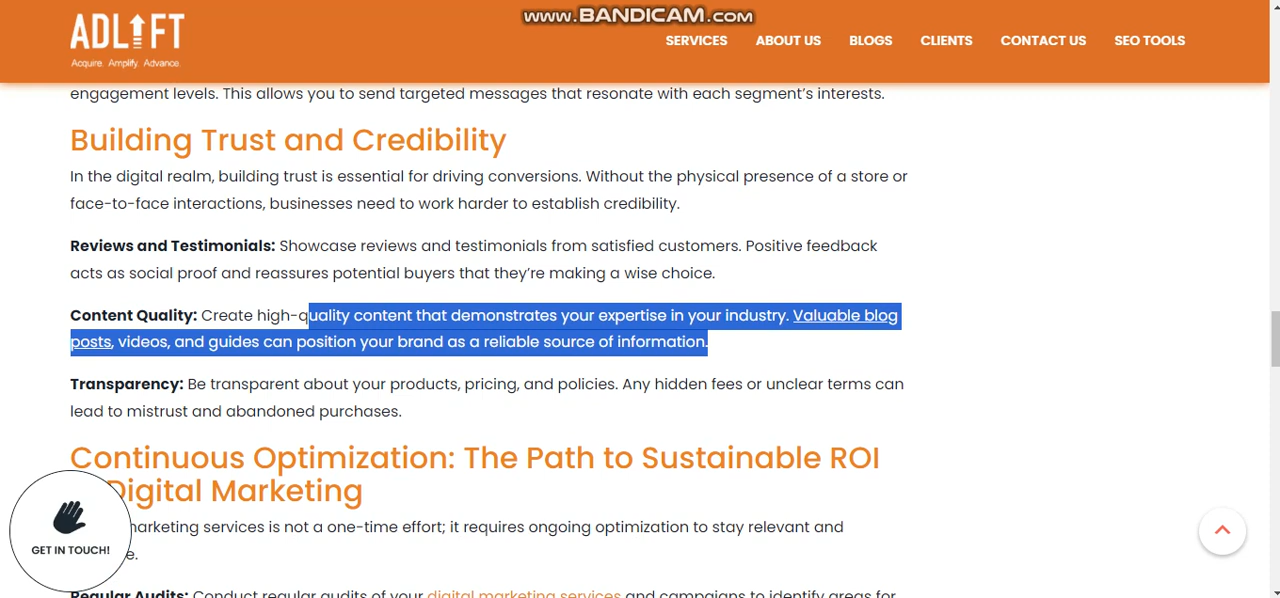 www.BANDICAM.com
ADLIFT
Acquire. Amplify. Advance.
SERVICES ABOUT US BLOGS CLIENTS CONTACT US SEO TOOLS
engagement levels. This allows you to send targeted messages that resonate with each segment’s interests.
Building Trust and Credibility
In the digital realm, building trust is essential for driving conversions. Without the physical presence of a store or
face-to-face interactions, businesses need to work harder to establish credibility.
Reviews and Testimonials: Showcase reviews and testimonials from satisfied customers. Positive feedback
acts as social proof and reassures potential buyers that they’re making a wise choice.
Content Quality: Create high-quality content that demonstrates your expertise in your industry. Valuable blog
posts, videos, and guides can position your brand as a reliable source of information.
Transparency: Be transparent about your products, pricing, and policies. Any hidden fees or unclear terms can
lead to mistrust and abandoned purchases.
Continuous Optimization: The Path to Sustainable ROI
Digital Marketing
marketing services is not a one-time effort; it requires ongoing optimization to stay relevant and
e.
GET IN TOUCH!
Regular Audits: Conduct regular audits of your digital marketing services and campaigns to identify areas for